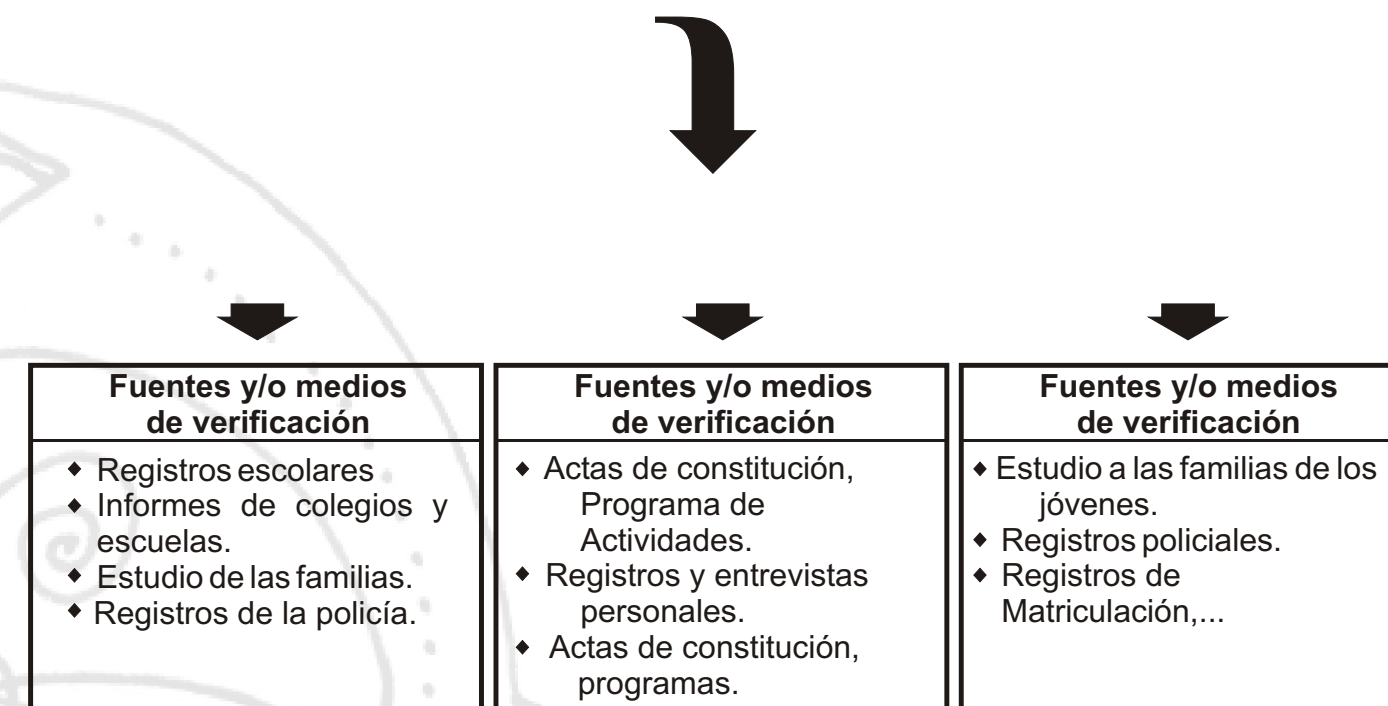 Fuentes y/o medios
de verificación
◆ Registros escolares
◆ Informes de colegios y
escuelas.
◆ Estudio de las familias.
◆ Registros de la policía.
Fuentes y/o medios
de verificación
◆ Actas de constitución,
Programa de
Actividades.
◆ Registros y entrevistas
personales.
◆ Actas de constitución,
programas.
Fuentes y/o medios
de verificación
◆ Estudio a las familias de los
jóvenes.
◆ Registros policiales.
◆ Registros de
Matriculación,...